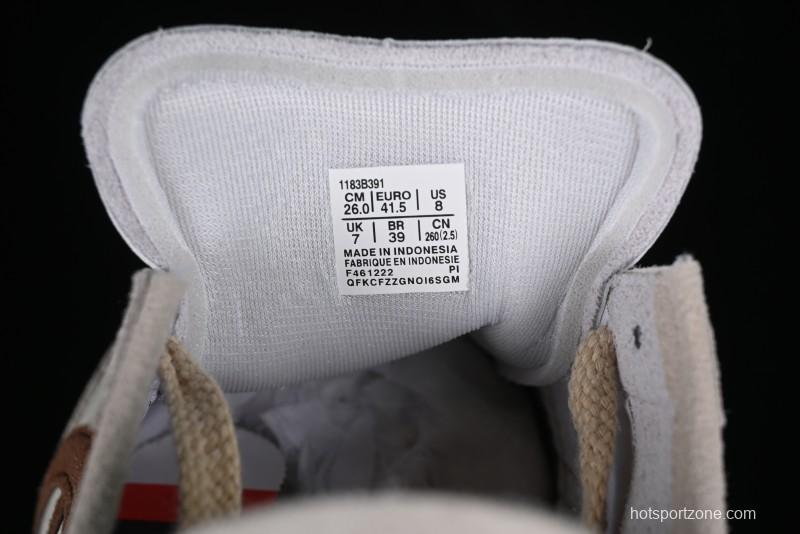 1183B391
CM EURO US
26.0 41.5 8
UK BR CN
7 39 260(2.5)
MADE IN INDONESIA
FABRIQUE EN INDONESIE
F461222 PI
QFKCFZZGNOI6SGM
hotsportzone.com